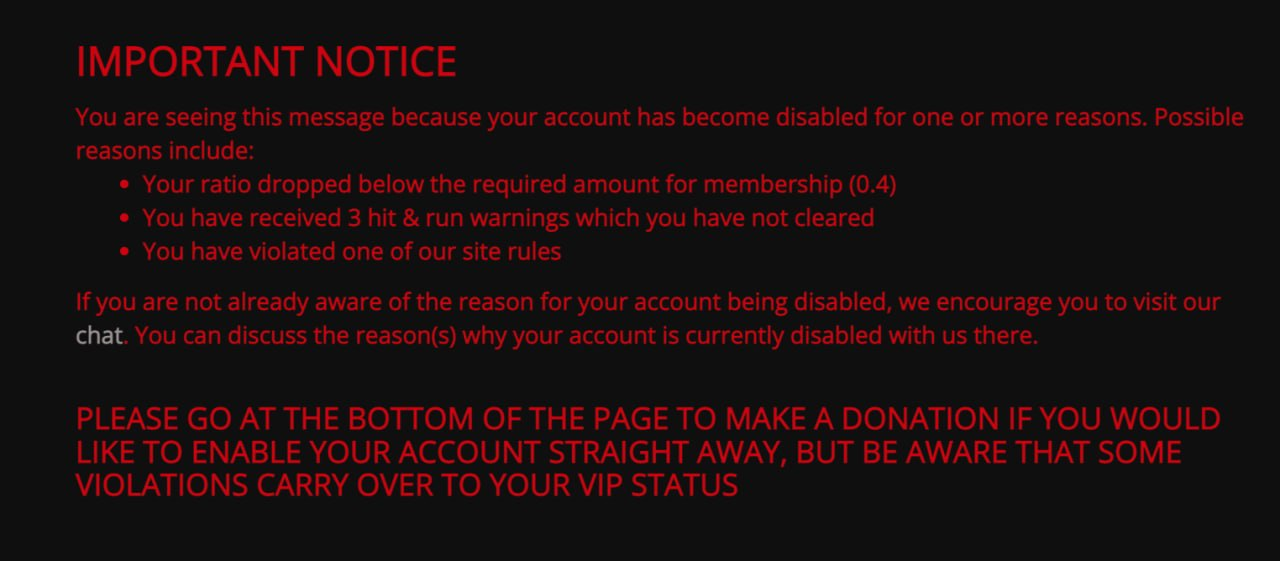 IMPORTANT NOTICE
You are seeing this message because your account has become disabled for one or more reasons. Possible
reasons include:
• Your ratio dropped below the required amount for membership (0.4)
• You have received 3 hit & run warnings which you have not cleared
• You have violated one of our site rules
If you are not already aware of the reason for your account being disabled, we encourage you to visit our
chat. You can discuss the reason(s) why your account is currently disabled with us there.
PLEASE GO AT THE BOTTOM OF THE PAGE TO MAKE A DONATION IF YOU WOULD
LIKE TO ENABLE YOUR ACCOUNT STRAIGHT AWAY, BUT BE AWARE THAT SOME
VIOLATIONS CARRY OVER TO YOUR VIP STATUS